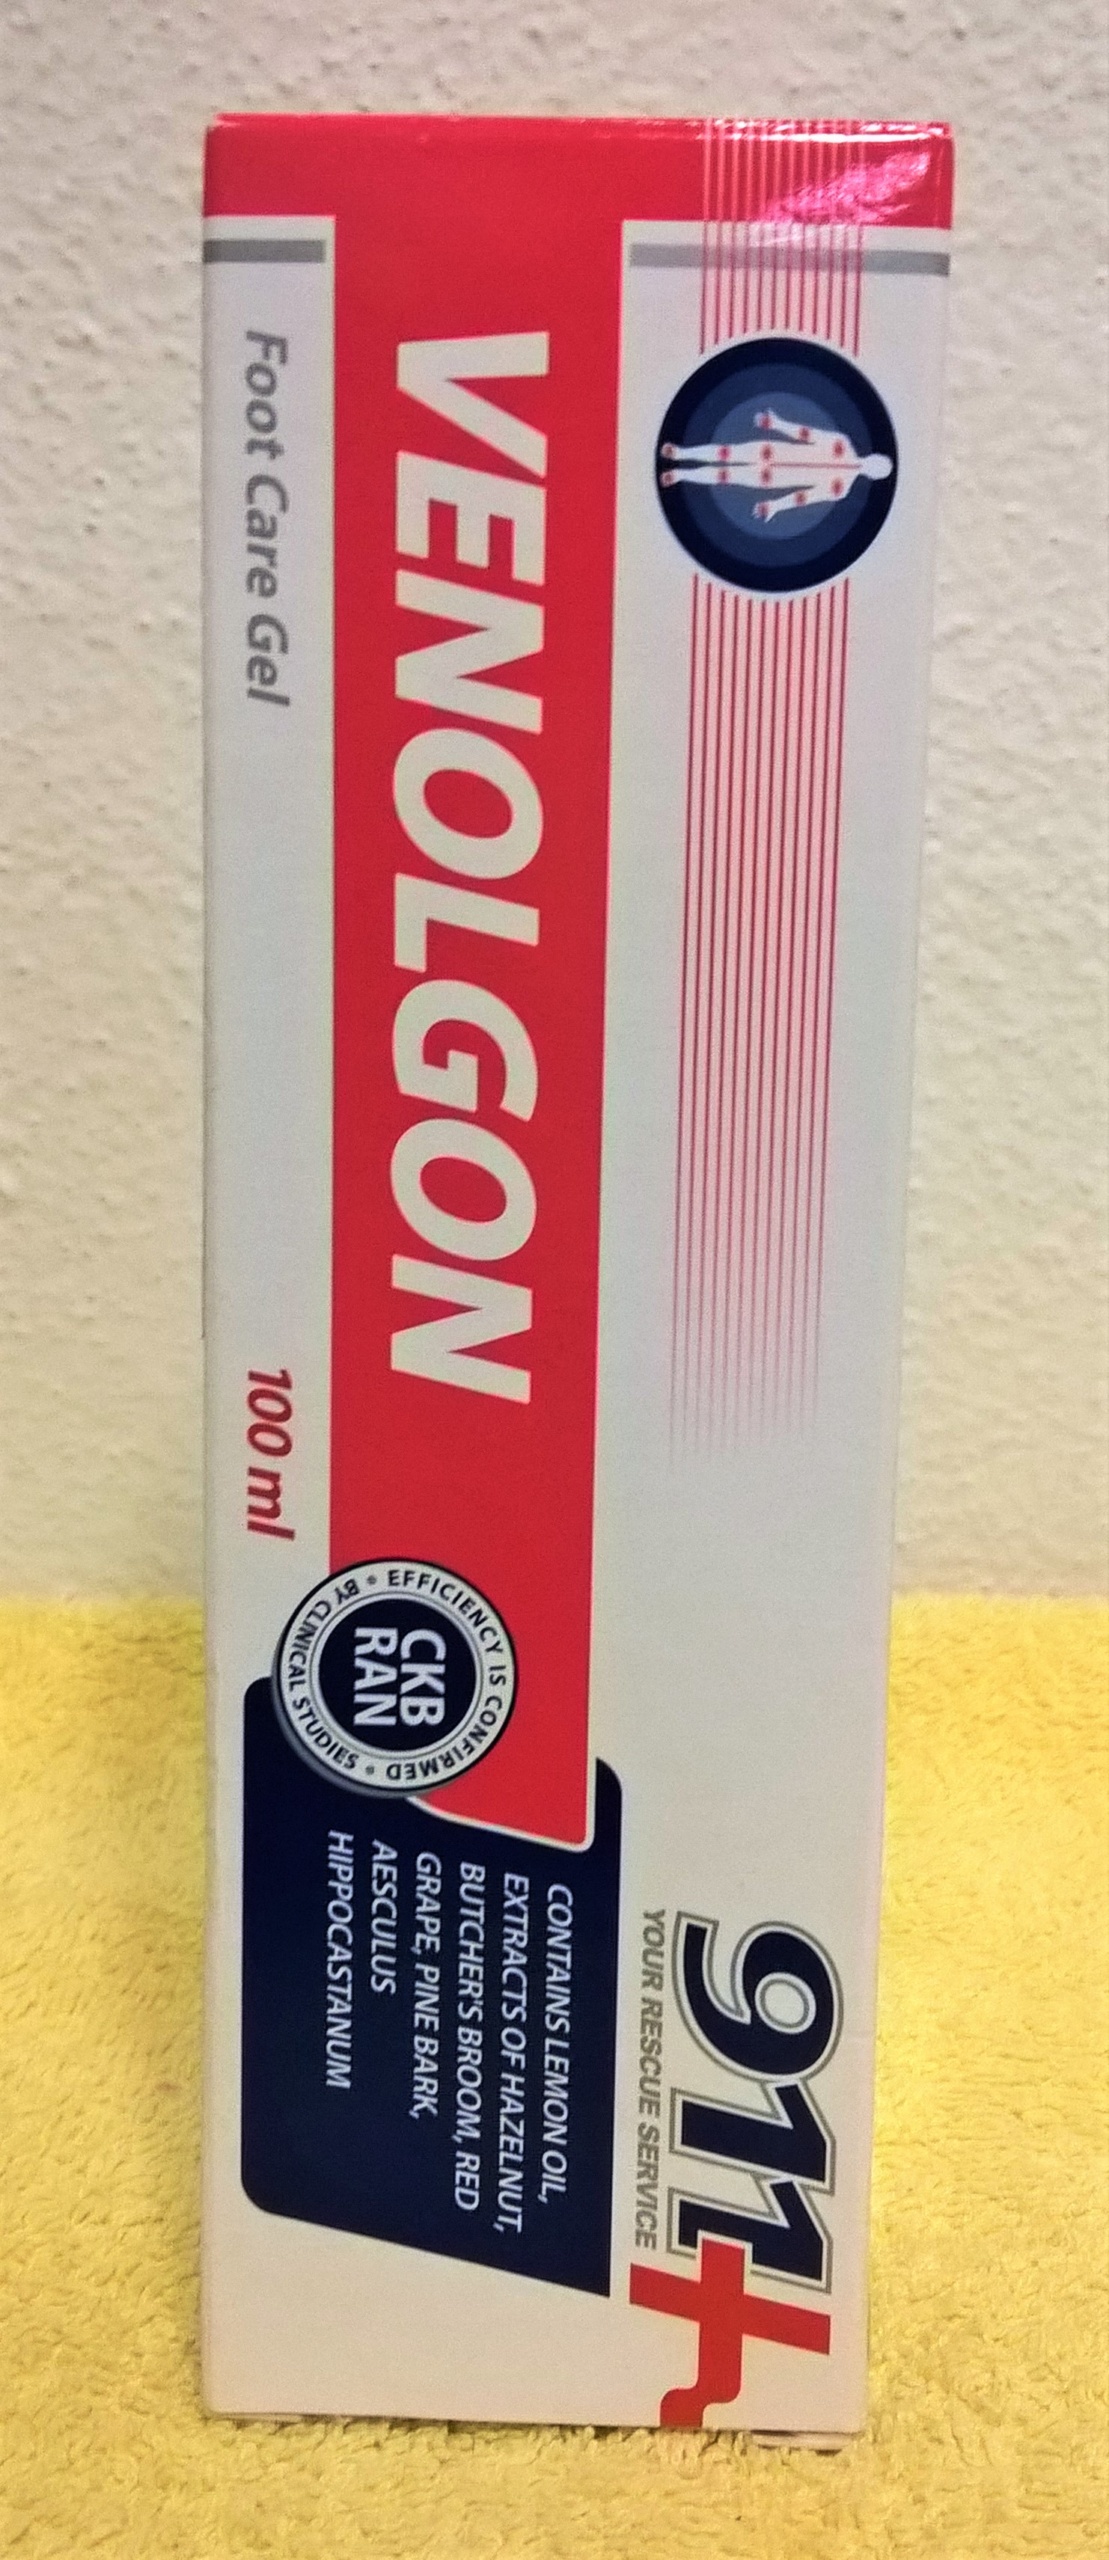 911+
YOUR RESCUE SERVICE
VENOLGON
CONTAINS LEMON OIL,
EXTRACTS OF HAZELNUT,
BUTCHER'S BROOM, RED
GRAPE, PINE BARK,
AESCULUS
HIPPOCASTANUM
EFFICIENCY IS CONFIRMED • BY CLINICAL STUDIES •
CKB
RAN
Foot Care Gel
100 ml